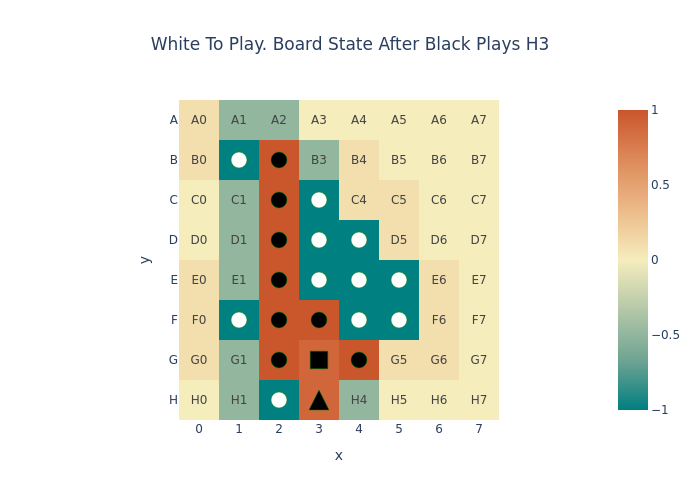 White To Play. Board State After Black Plays H3
A A0 A1 A2 A3 A4 A5 A6 A7
B B0 B3 B4 B5 B6 B7
C C0 C1 C4 C5 C6 C7
D D0 D1 D5 D6 D7
E E0 E1 E6 E7
F F0 F6 F7
G G0 G1 G5 G6 G7
H H0 H1 H4 H5 H6 H7
0 1 2 3 4 5 6 7
x
y
1
0.5
0
−0.5
−1